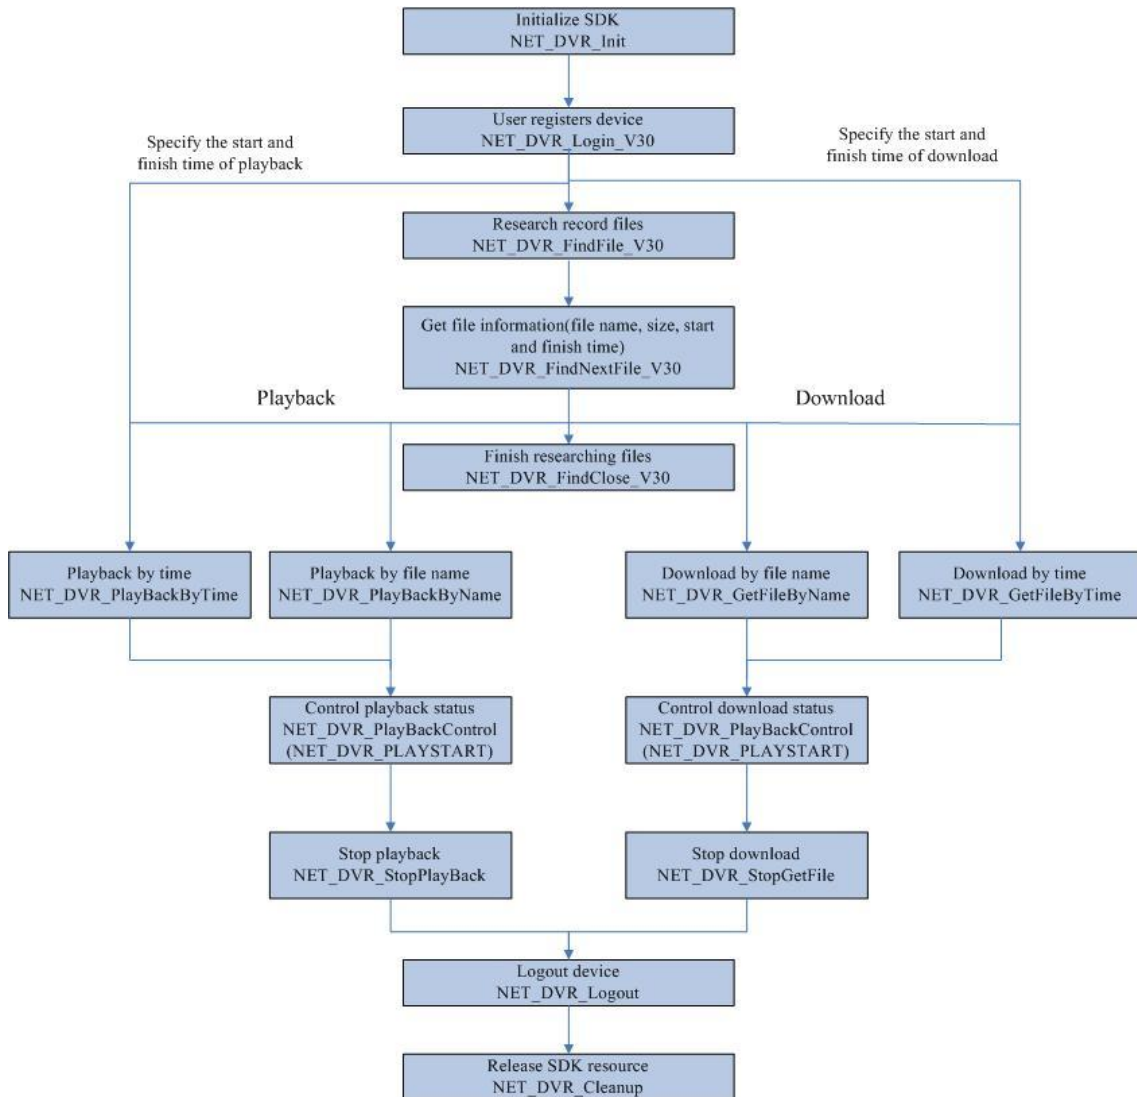 Initialize SDK
NET_DVR_Init
User registers device
NET_DVR_Login_V30
Specify the start and
finish time of playback
Specify the start and
finish time of download
Research record files
NET_DVR_FindFile_V30
Get file information(file name, size, start
and finish time)
NET_DVR_FindNextFile_V30
Playback
Download
Finish researching files
NET_DVR_FindClose_V30
Playback by time
NET_DVR_PlayBackByTime
Playback by file name
NET_DVR_PlayBackByName
Download by file name
NET_DVR_GetFileByName
Download by time
NET_DVR_GetFileByTime
Control playback status
NET_DVR_PlayBackControl
(NET_DVR_PLAYSTART)
Control download status
NET_DVR_PlayBackControl
(NET_DVR_PLAYSTART)
Stop playback
NET_DVR_StopPlayBack
Stop download
NET_DVR_StopGetFile
Logout device
NET_DVR_Logout
Release SDK resource
NET_DVR_Cleanup